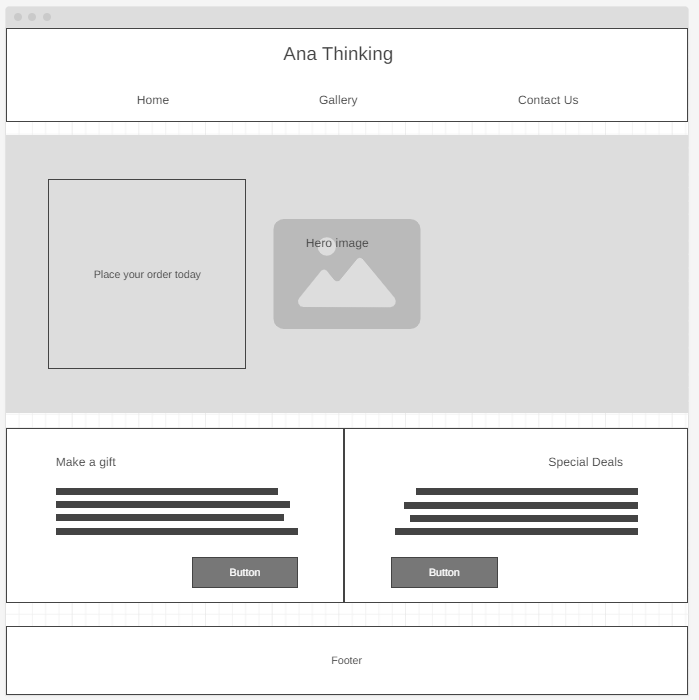 Ana Thinking
Home Gallery Contact Us
Hero image
Place your order today
Make a gift
Special Deals
Button
Button
Footer